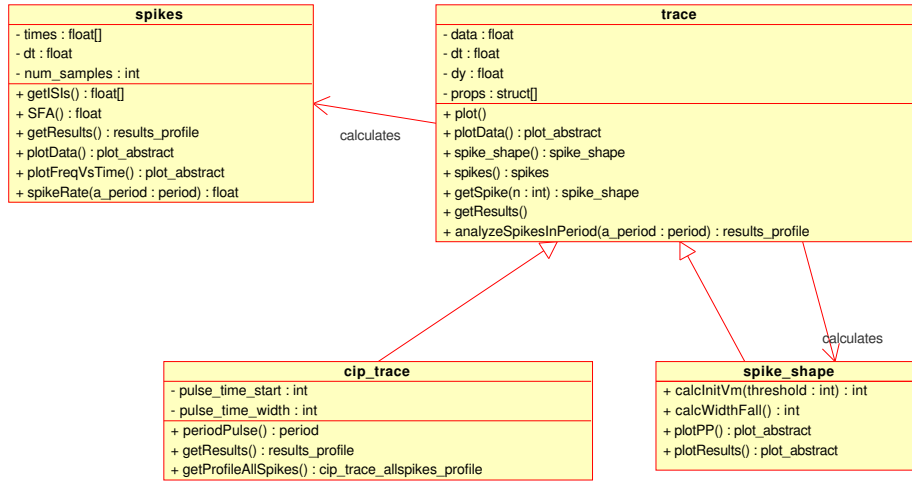 spikes
- times : float[]
- dt : float
- num_samples : int
+ getISIs() : float[]
+ SFA() : float
+ getResults() : results_profile
+ plotData() : plot_abstract
+ plotFreqVsTime() : plot_abstract
+ spikeRate(a_period : period) : float
trace
- data : float
- dt : float
- dy : float
- props : struct[]
+ plot()
+ plotData() : plot_abstract
+ spike_shape() : spike_shape
+ spikes() : spikes
+ getSpike(n : int) : spike_shape
+ getResults()
+ analyzeSpikesInPeriod(a_period : period) : results_profile
calculates
calculates
cip_trace
- pulse_time_start : int
- pulse_time_width : int
+ periodPulse() : period
+ getResults() : results_profile
+ getProfileAllSpikes() : cip_trace_allspikes_profile
spike_shape
+ calcInitVm(threshold : int) : int
+ calcWidthFall() : int
+ plotPP() : plot_abstract
+ plotResults() : plot_abstract